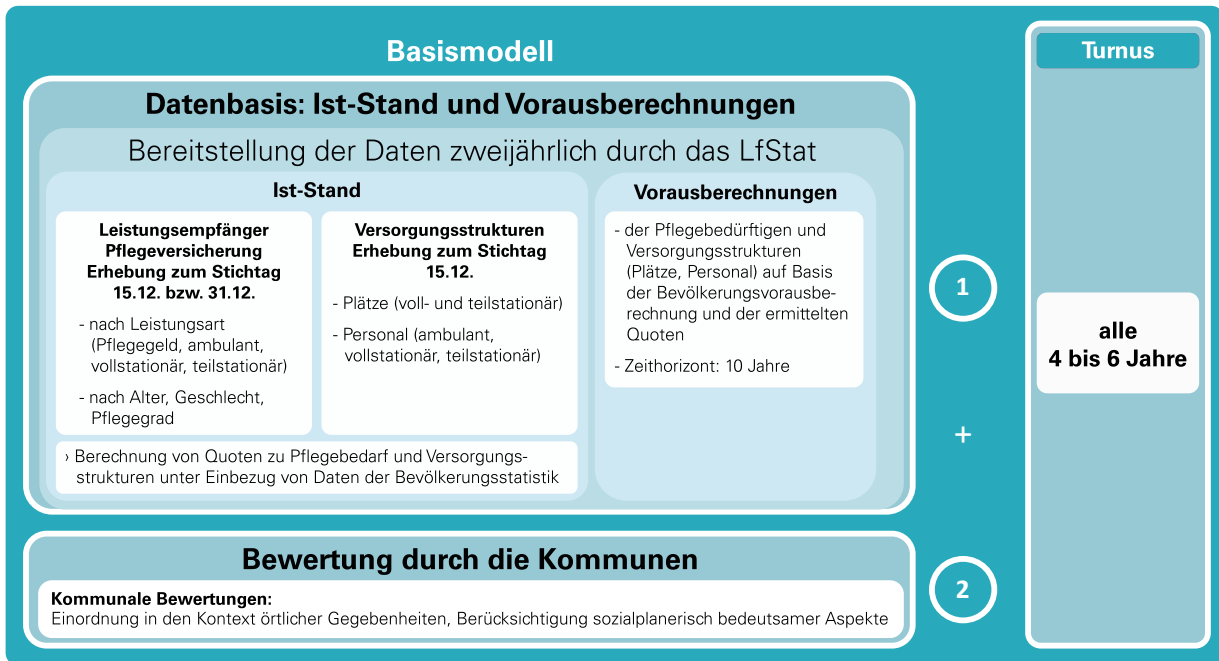 Basismodell
Datenbasis: Ist-Stand und Vorausberechnungen
Bereitstellung der Daten zweijährlich durch das LfStat
Ist-Stand
Leistungsempfänger
Pflegeversicherung
Erhebung zum Stichtag
15.12. bzw. 31.12.
- nach Leistungsart
(Pflegegeld, ambulant,
vollstationär, teilstationär)
- nach Alter, Geschlecht,
Pflegegrad
Versorgungsstrukturen
Erhebung zum Stichtag
15.12.
- Plätze (voll- und teilstationär)
- Personal (ambulant,
vollstationär, teilstationär)
› Berechnung von Quoten zu Pflegebedarf und Versorgungs-
strukturen unter Einbezug von Daten der Bevölkerungsstatistik
Vorausberechnungen
- der Pflegebedürftigen und
Versorgungsstrukturen
(Plätze, Personal) auf Basis
der Bevölkerungsvorausbe-
rechnung und der ermittelten
Quoten
- Zeithorizont: 10 Jahre
1
+
Bewertung durch die Kommunen
Kommunale Bewertungen:
Einordnung in den Kontext örtlicher Gegebenheiten, Berücksichtigung sozialplanerisch bedeutsamer Aspekte
2
Turnus
alle
4 bis 6 Jahre